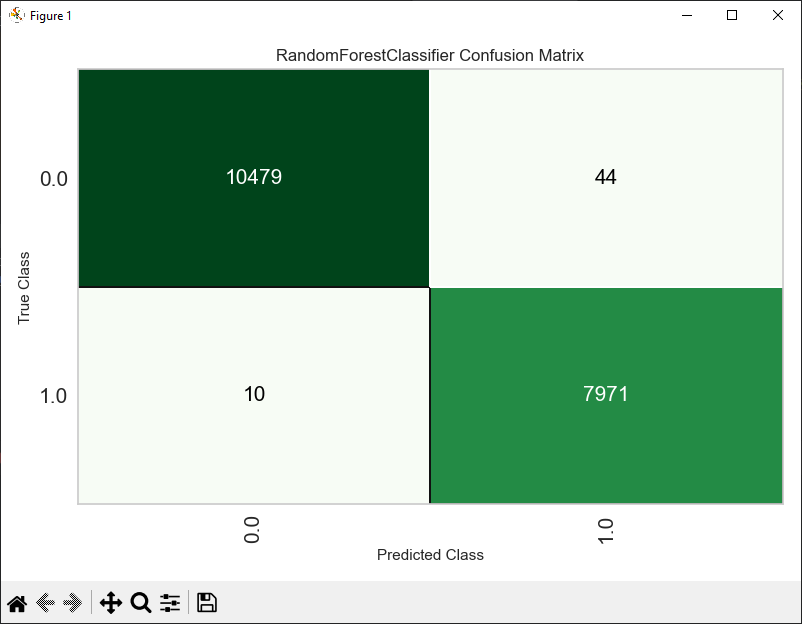 Figure 1
RandomForestClassifier Confusion Matrix
0.0
10479
44
True Class
1.0
10
7971
0.0
1.0
Predicted Class